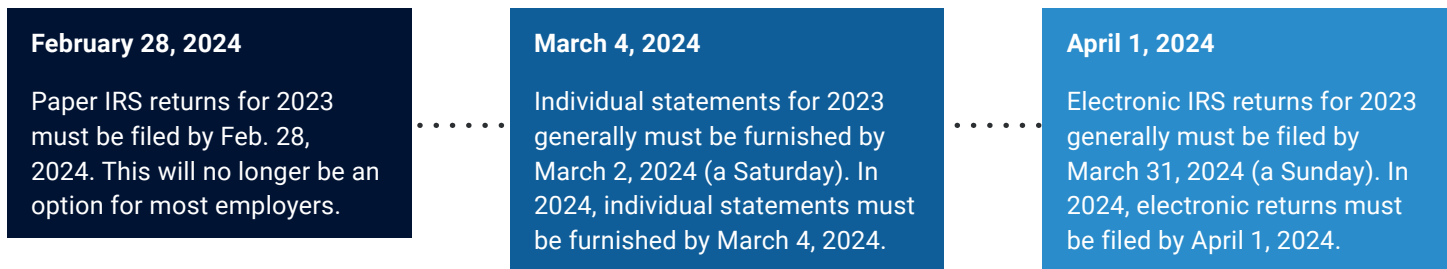 February 28, 2024
Paper IRS returns for 2023
must be filed by Feb. 28,
2024. This will no longer be an
option for most employers.
March 4, 2024
Individual statements for 2023
generally must be furnished by
March 2, 2024 (a Saturday). In
2024, individual statements must
be furnished by March 4, 2024.
April 1, 2024
Electronic IRS returns for 2023
generally must be filed by
March 31, 2024 (a Sunday). In
2024, electronic returns must
be filed by April 1, 2024.